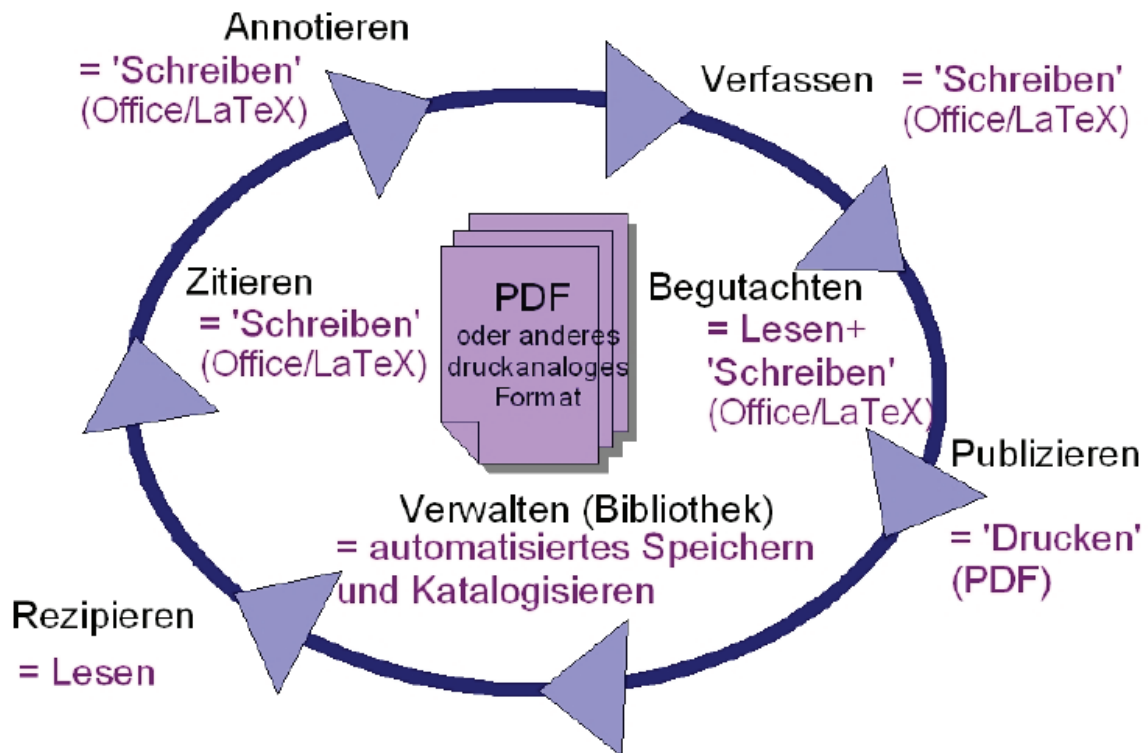 Annotieren
= 'Schreiben'
(Office/LaTeX)
Verfassen
= 'Schreiben'
(Office/LaTeX)
Zitieren
= 'Schreiben'
(Office/LaTeX)
PDF
oder anderes
druckanaloges
Format
Begutachten
= Lesen+
'Schreiben'
(Office/LaTeX)
Publizieren
= 'Drucken'
(PDF)
Verwalten (Bibliothek)
= automatisiertes Speichern
und Katalogisieren
Rezipieren
= Lesen